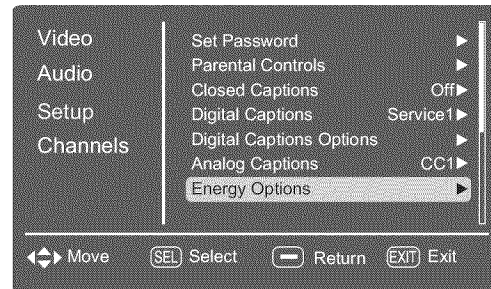 Video
Audio
Setup
Channels
Set Password
Parental Controls
Closed Captions Off
Digital Captions Service1
Digital Captions Options
Analog Captions CC1
Energy Options
Move SEL Select Return EXIT Exit